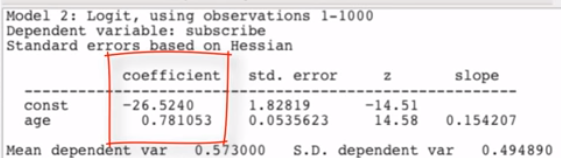 Model 2: Logit, using observations 1-1000
Dependent variable: subscribe
Standard errors based on Hessian
coefficient std. error z slope
const -26.5240 1.82819 -14.51
age 0.781053 0.0535623 14.58 0.154207
Mean dependent var 0.573000 S.D. dependent var 0.494890